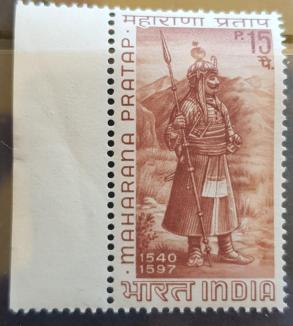 महाराणा प्रताप
P. 15 पै.
MAHARANA PRATAP
1540
1597
भारत INDIA